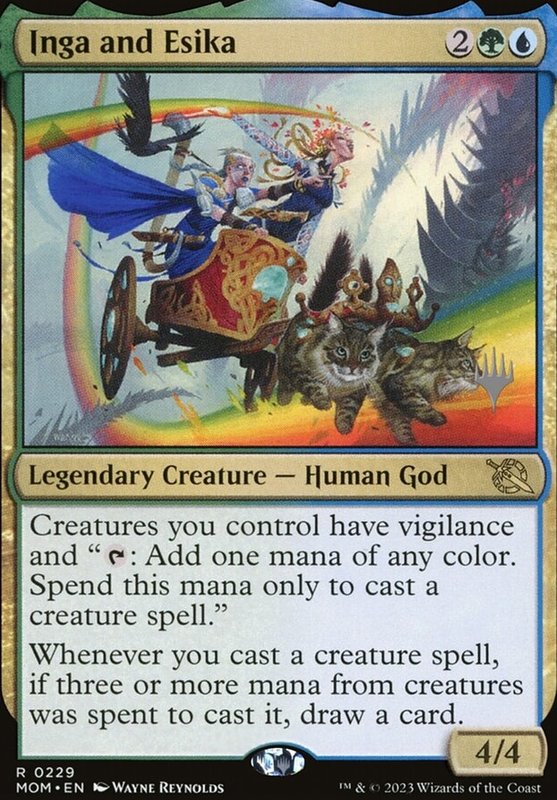 Inga and Esika 2
Legendary Creature — Human God
Creatures you control have vigilance
and “ : Add one mana of any color.
Spend this mana only to cast a
creature spell.”
Whenever you cast a creature spell,
if three or more mana from creatures
was spent to cast it, draw a card.
4/4
R 0229
MOM • EN WAYNE REYNOLDS
™ & © 2023 Wizards of the Coast